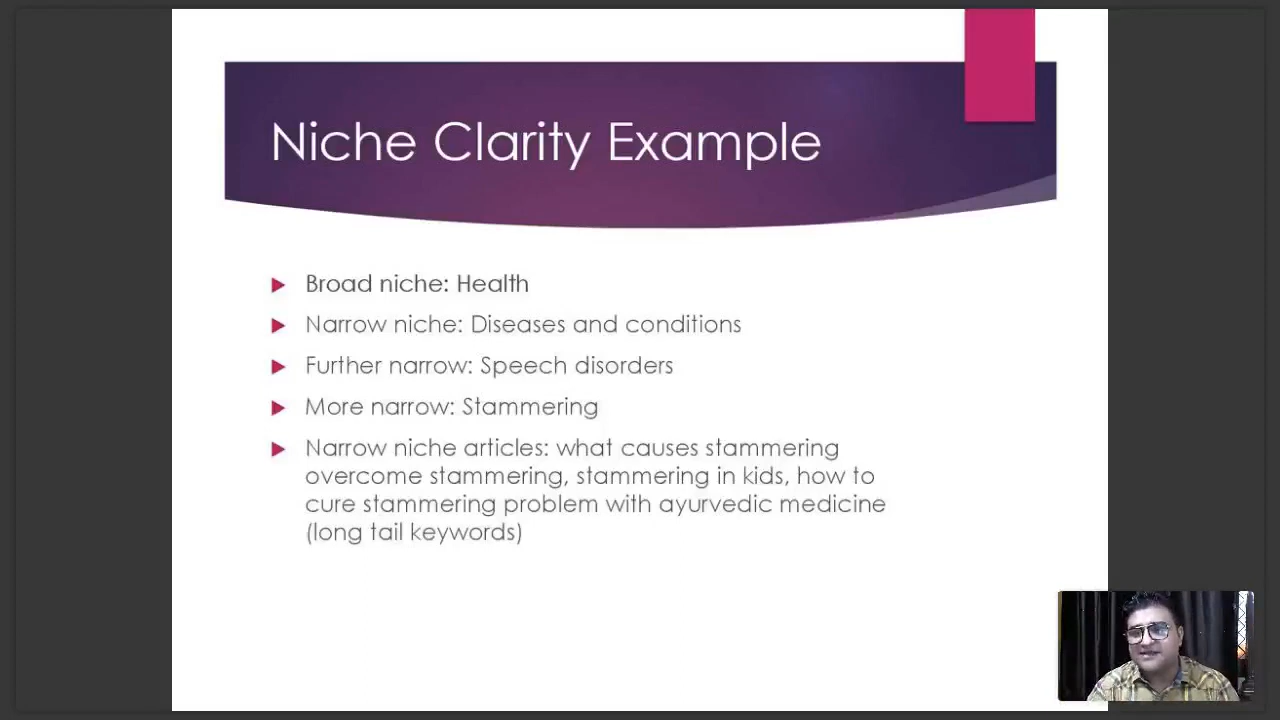 Niche Clarity Example
Broad niche: Health
Narrow niche: Diseases and conditions
Further narrow: Speech disorders
More narrow: Stammering
Narrow niche articles: what causes stammering
overcome stammering, stammering in kids, how to
cure stammering problem with ayurvedic medicine
(long tail keywords)